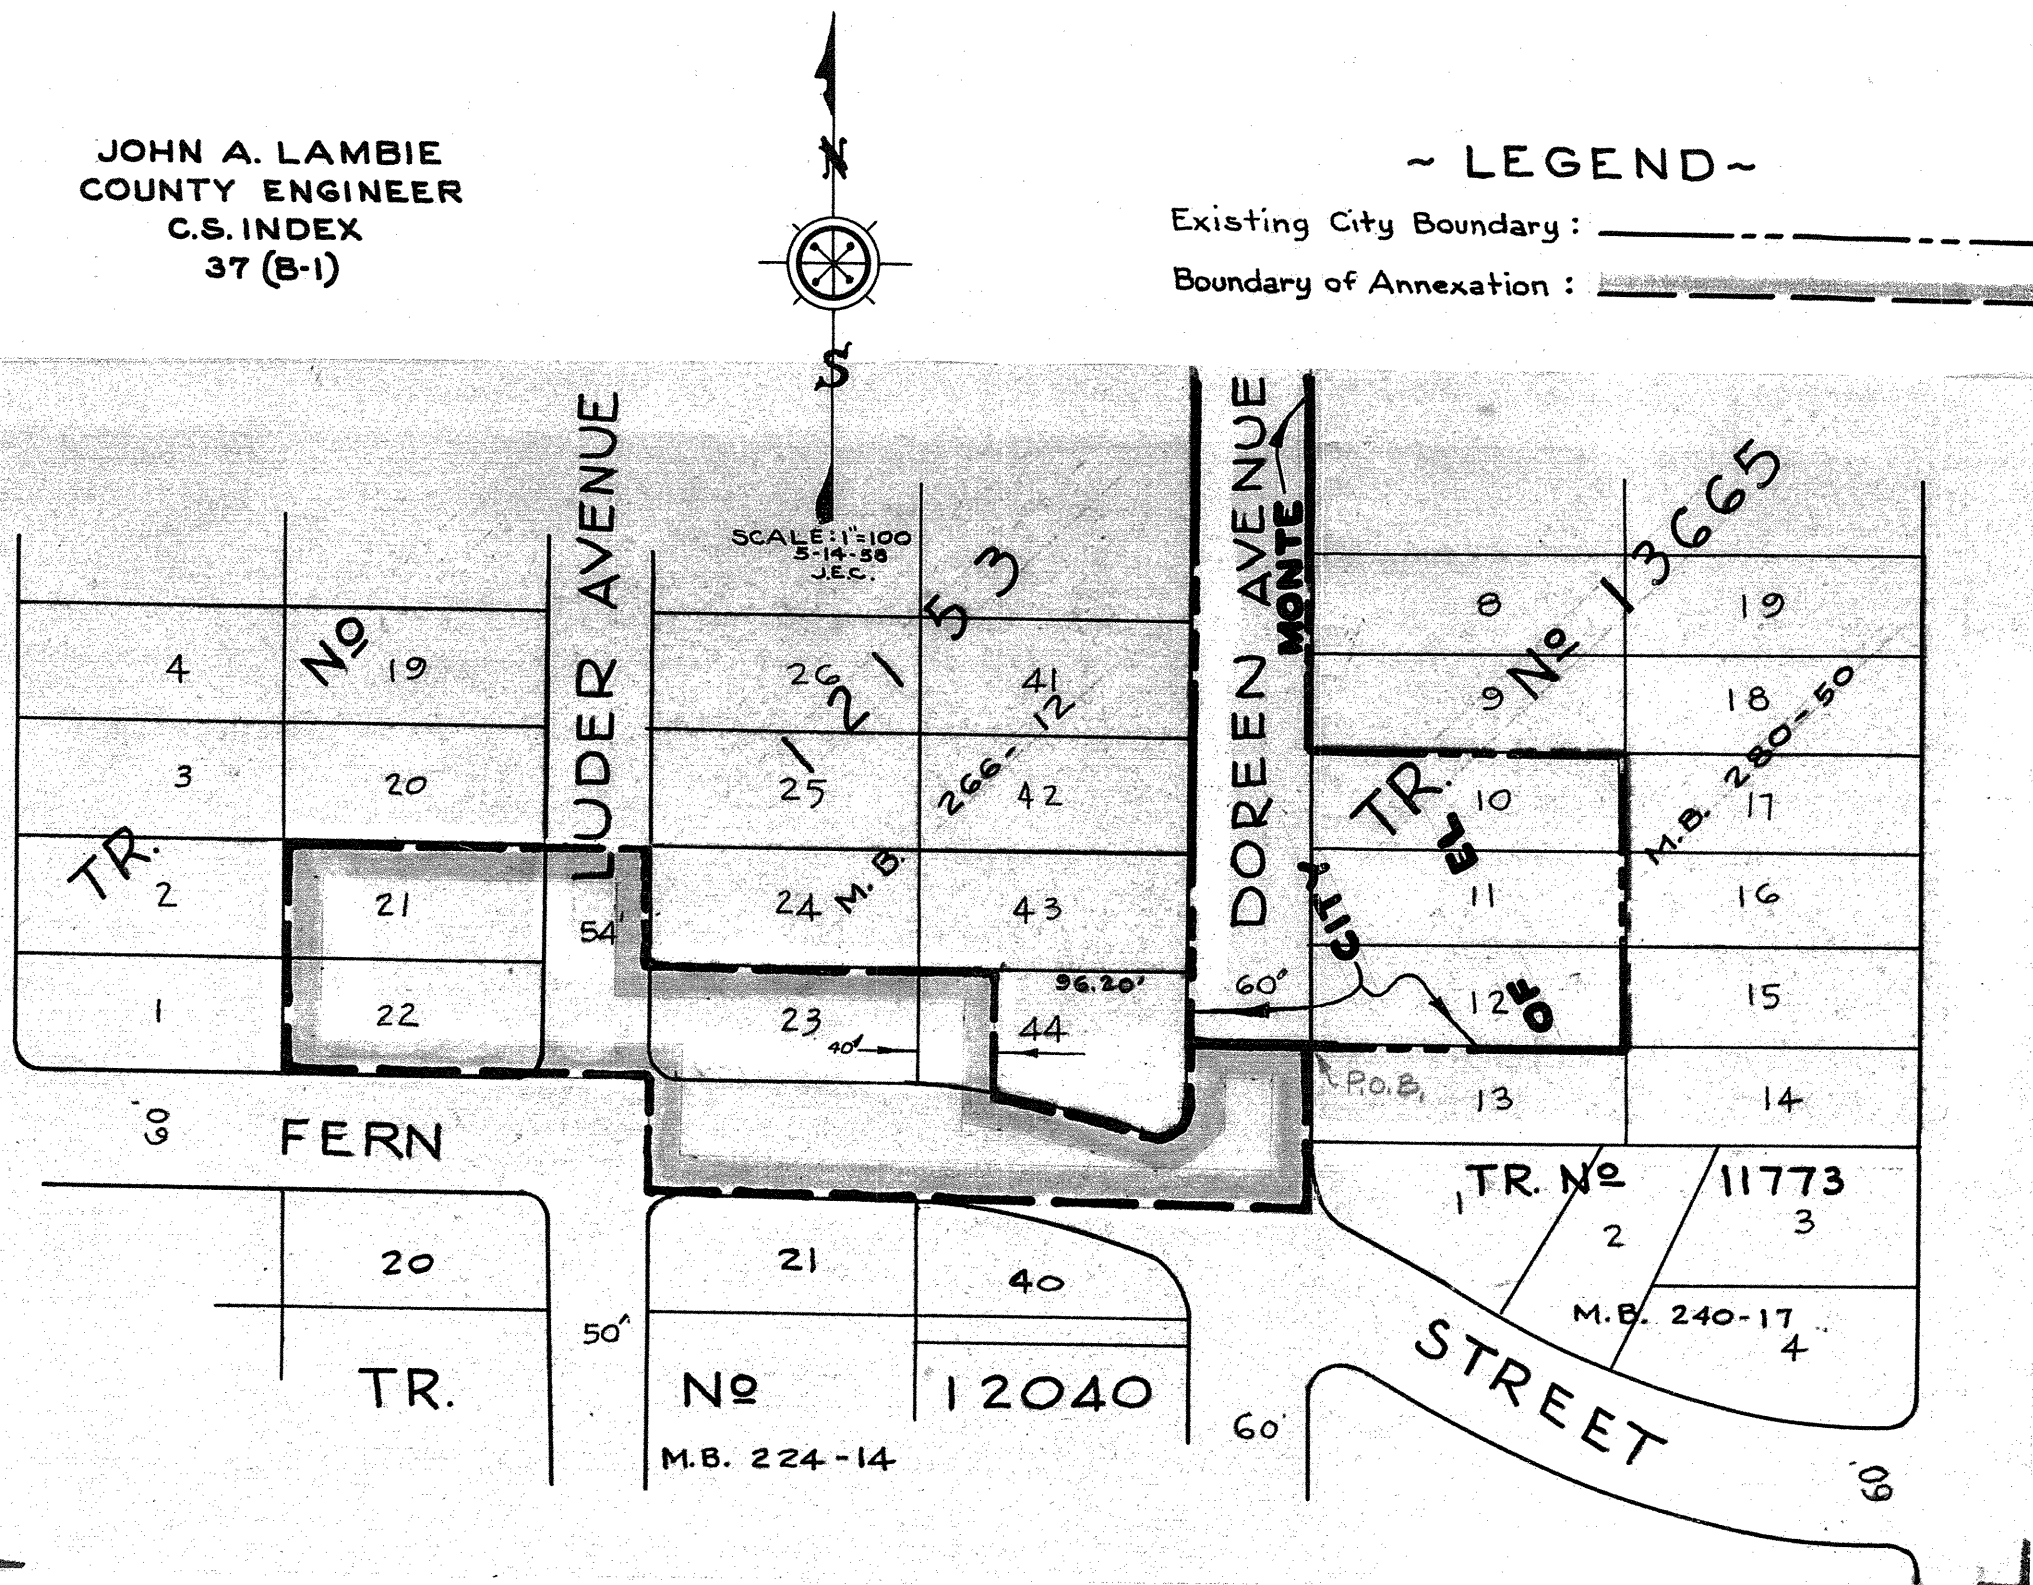 JOHN A. LAMBIE
COUNTY ENGINEER
C.S. INDEX
37 (B-1)
N
S
SCALE: 1"=100
5-14-58
J.E.C.
~ LEGEND ~
Existing City Boundary :
Boundary of Annexation :
LUDER AVENUE
DOREEN AVENUE
CITY OF EL MONTE
TR. Nº 12153
M.B. 266-12
TR. Nº 13665
M.B. 280-50
4
19
26
41
8
19
9
18
3
20
25
42
10
17
2
21
24
43
11
16
54'
1
22
23
40'
44
96.20'
60'
12
15
P.O.B.
13
14
60'
FERN STREET
TR. Nº 11773
1
2
3
4
M.B. 240-17
20
21
40
50'
60'
60'
TR. Nº 12040
M.B. 224-14